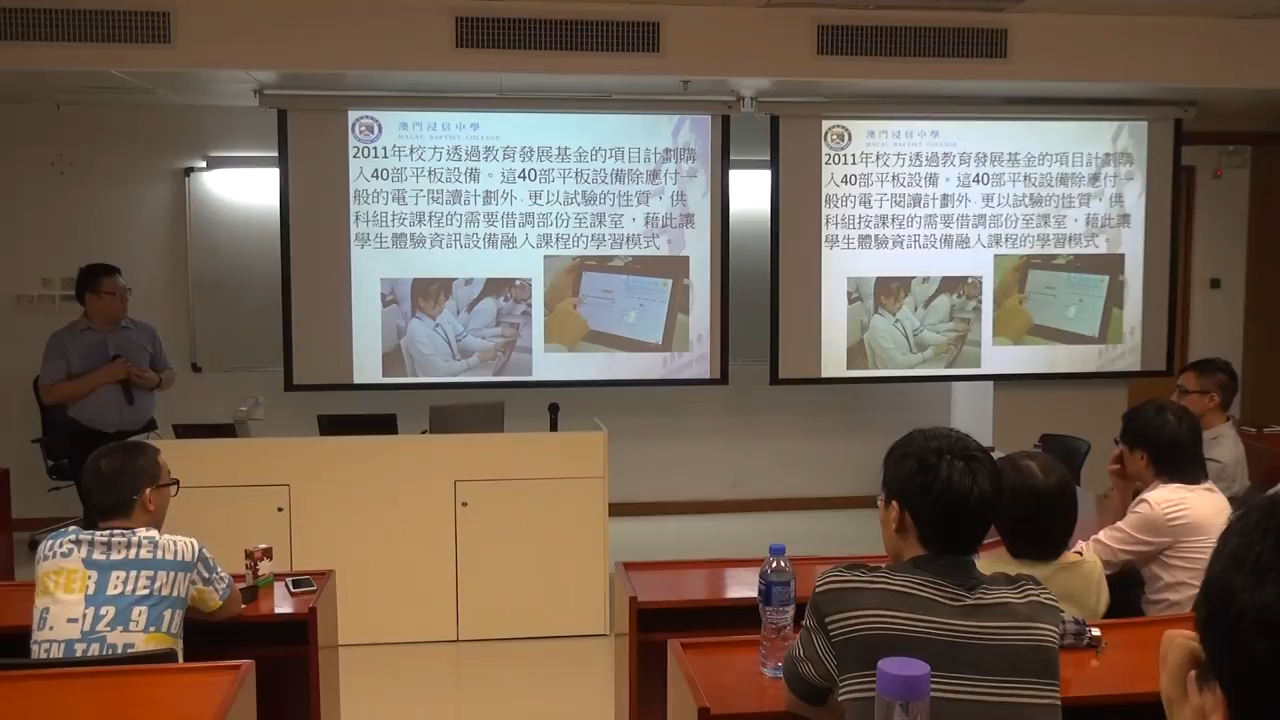 澳門浸信中學
MACAU BAPTIST COLLEGE
2011年校方透過教育發展基金的項目計劃購
入40部平板設備。這40部平板設備除應付一
般的電子閱讀計劃外，更以試驗的性質，供
科組按課程的需要借調部份至課室，藉此讓
學生體驗資訊設備融入課程的學習模式。
澳門浸信中學
MACAU BAPTIST COLLEGE
2011年校方透過教育發展基金的項目計劃購
入40部平板設備。這40部平板設備除應付一
般的電子閱讀計劃外，更以試驗的性質，供
科組按課程的需要借調部份至課室，藉此讓
學生體驗資訊設備融入課程的學習模式。
BIENN
6. –12.9.18